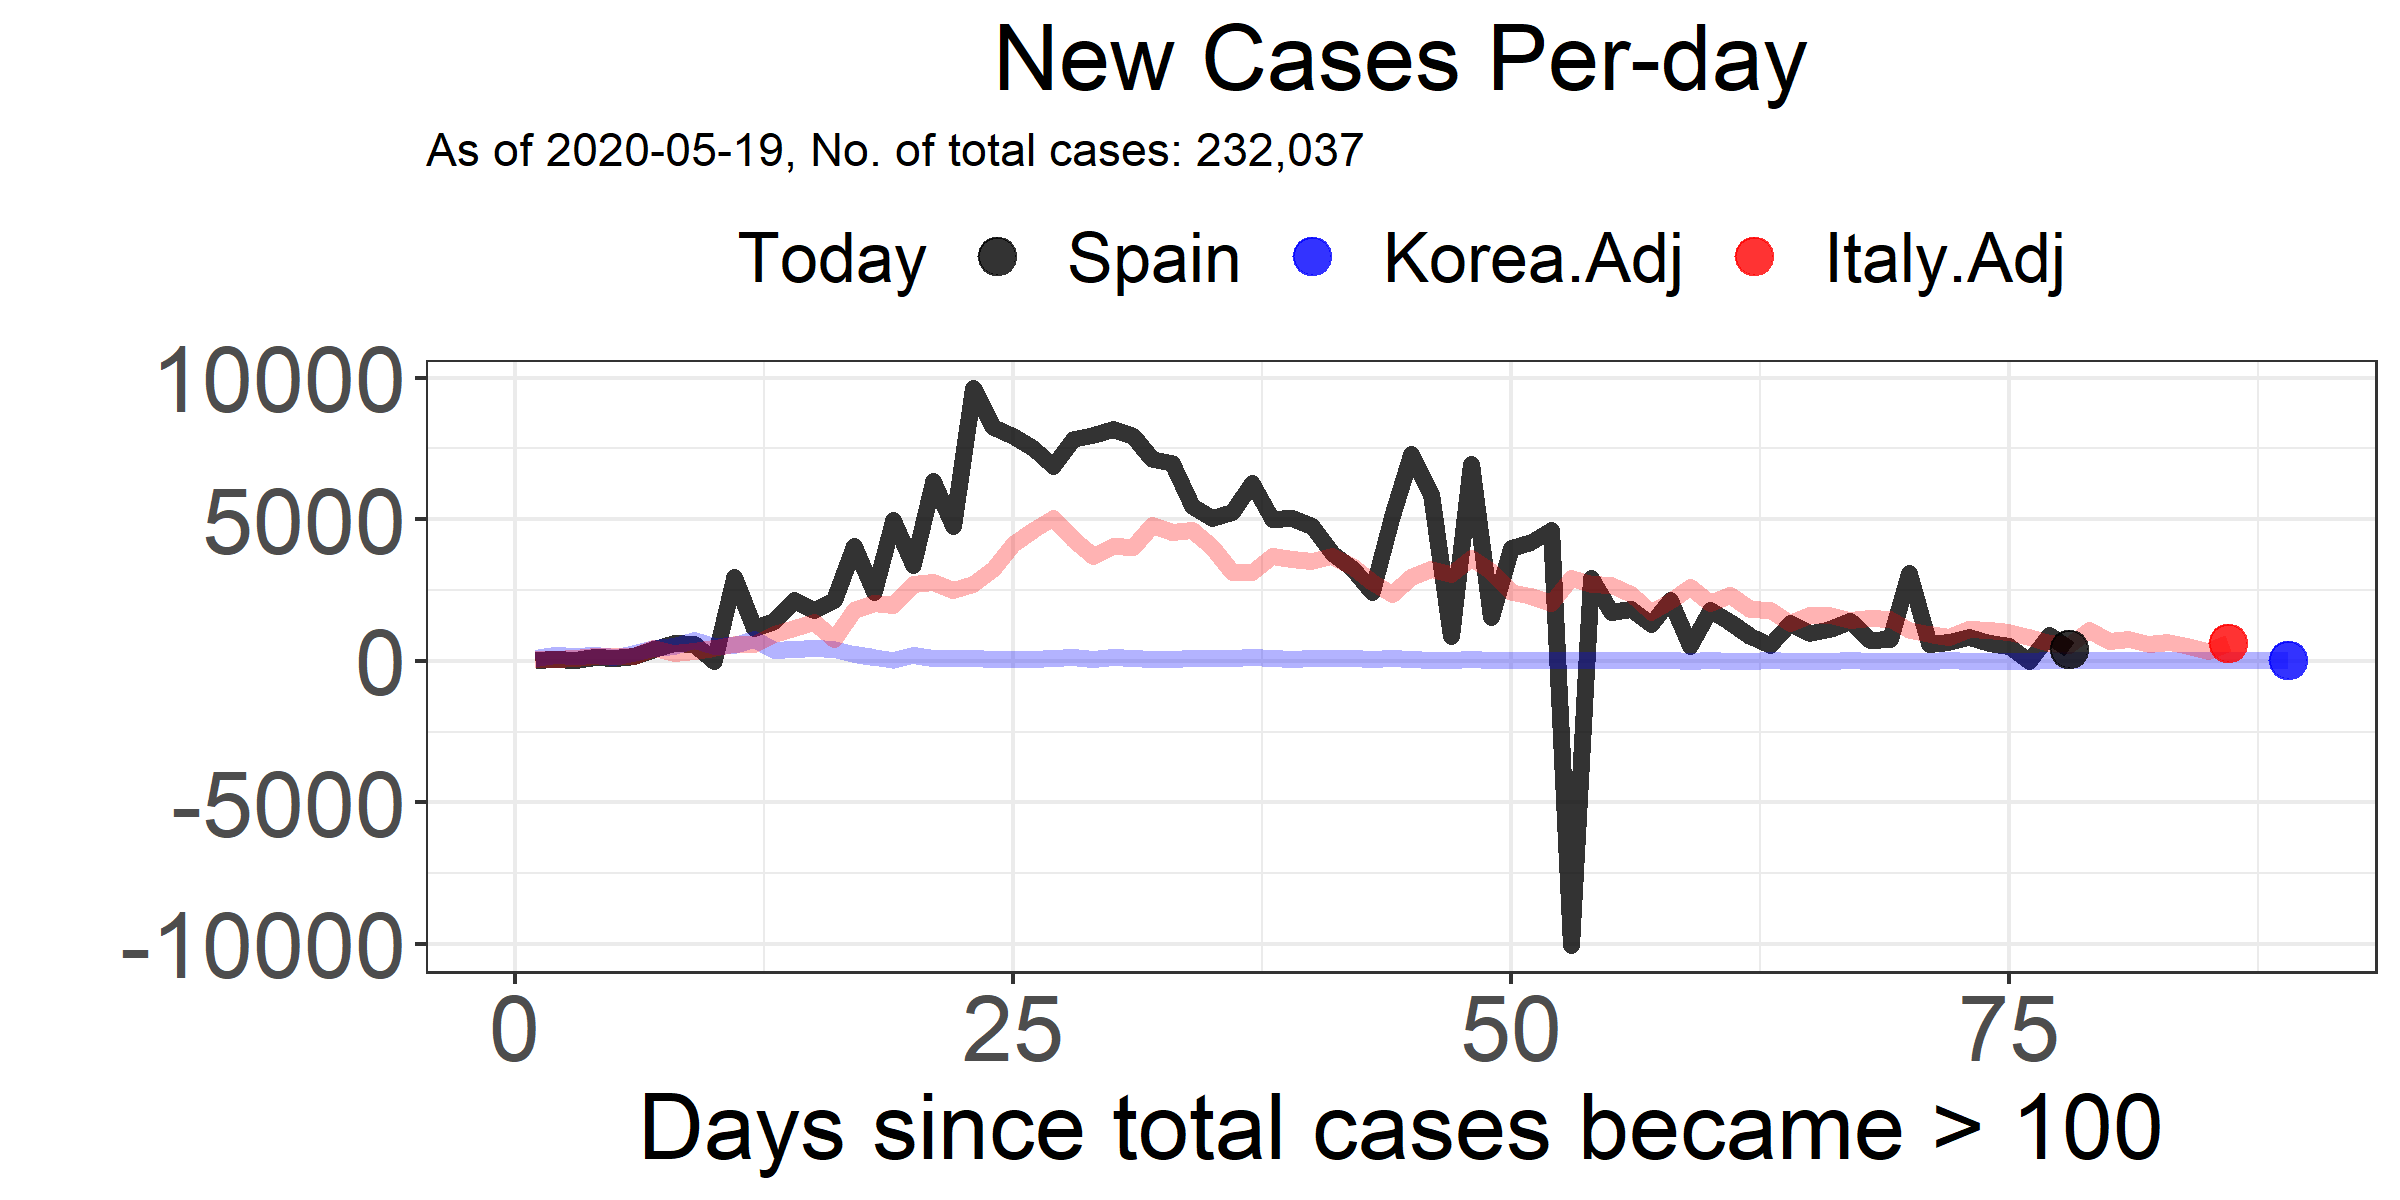 New Cases Per-day
As of 2020-05-19, No. of total cases: 232,037
Today Spain Korea.Adj Italy.Adj
10000
5000
0
-5000
-10000
0 25 50 75
Days since total cases became > 100